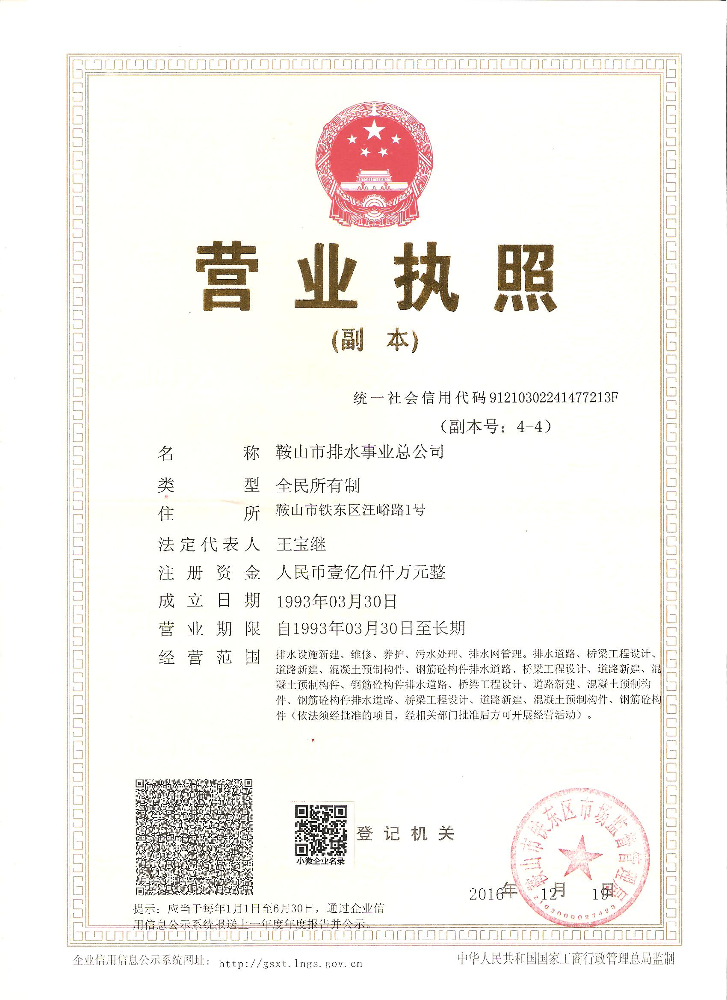 营业执照
(副 本)
统一社会信用代码91210302241477213F
（副本号：4-4）
名称 鞍山市排水事业总公司
类型 全民所有制
住所 鞍山市铁东区汪峪路1号
法定代表人 王宝继
注册资金 人民币壹亿伍仟万元整
成立日期 1993年03月30日
营业期限 自1993年03月30日至长期
经营范围 排水设施新建、维修、养护、污水处理、排水网管理。排水道路、桥梁工程设计、
道路新建、混凝土预制构件、钢筋砼构件排水道路、桥梁工程设计、道路新建、混
凝土预制构件、钢筋砼构件排水道路、桥梁工程设计、道路新建、混凝土预制构
件、钢筋砼构件排水道路、桥梁工程设计、道路新建、混凝土预制构件、钢筋砼构
件（依法须经批准的项目，经相关部门批准后方可开展经营活动）。
小微企业名录
登记机关
鞍山市铁东区市场监督管理局
2103000027423
2016年 12月 19日
提示：应当于每年1月1日至6月30日，通过企业信
用信息公示系统报送上一年度年度报告并公示。
企业信用信息公示系统网址：http://gsxt.lngs.gov.cn
中华人民共和国国家工商行政管理总局监制